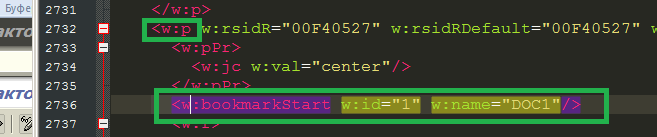 Буфе
2731 </w:p>
2732 <w:p w:rsidR="00F40527" w:rsidRDefault="00F40527" w
2733 <w:pPr>
2734 <w:jc w:val="center"/>
2735 </w:pPr>
2736 <w:bookmarkStart w:id="1" w:name="DOC1"/>
2737 <w:r>